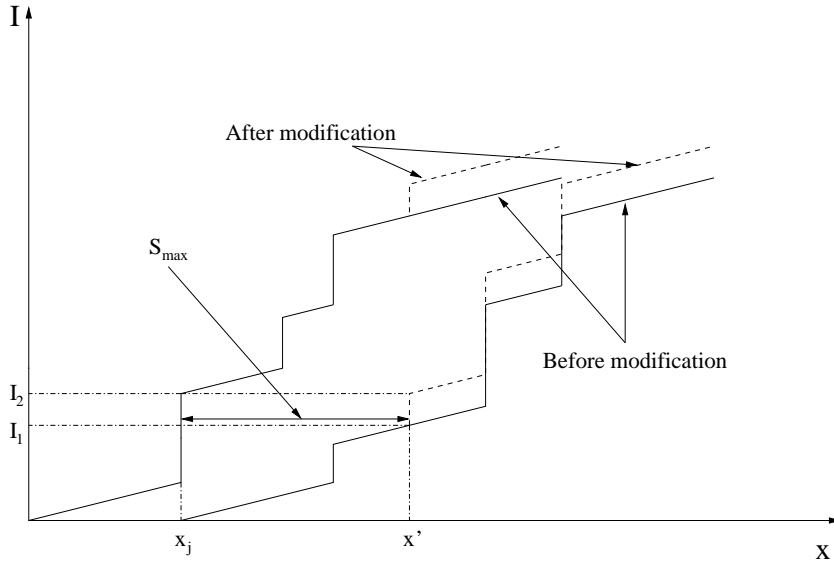 I
After modification
S_max
Before modification
I_2
I_1
x_j
x'
x